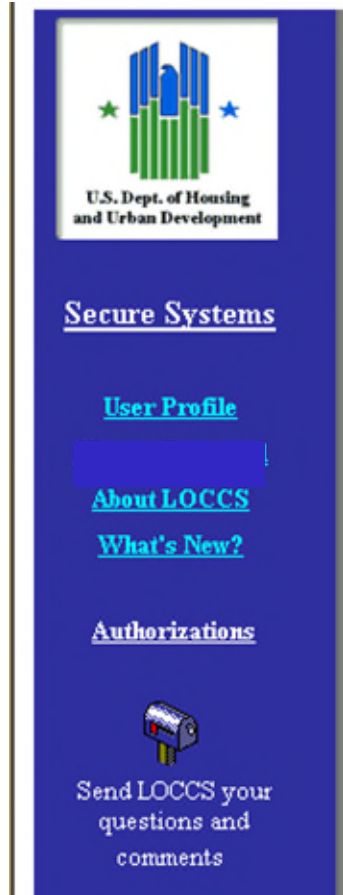 U.S. Dept. of Housing
and Urban Development
Secure Systems
User Profile
About LOCCS
What's New?
Authorizations
Send LOCCS your
questions and
comments